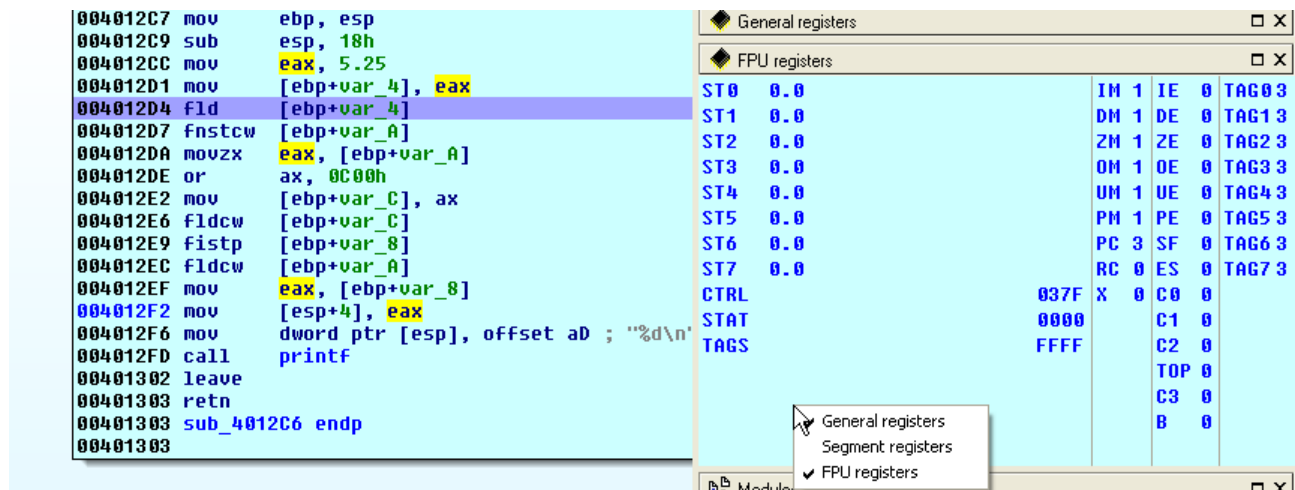 004012C7 mov ebp, esp
004012C9 sub esp, 18h
004012CC mov eax, 5.25
004012D1 mov [ebp+var_4], eax
004012D4 fld [ebp+var_4]
004012D7 fnstcw [ebp+var_A]
004012DA movzx eax, [ebp+var_A]
004012DE or ax, 0C00h
004012E2 mov [ebp+var_C], ax
004012E6 fldcw [ebp+var_C]
004012E9 fistp [ebp+var_8]
004012EC fldcw [ebp+var_A]
004012EF mov eax, [ebp+var_8]
004012F2 mov [esp+4], eax
004012F6 mov dword ptr [esp], offset aD ; "%d\n"
004012FD call printf
00401302 leave
00401303 retn
00401303 sub_4012C6 endp
00401303
General registers
FPU registers
ST0 0.0 IM 1 IE 0 TAG0 3
ST1 0.0 DM 1 DE 0 TAG1 3
ST2 0.0 ZM 1 ZE 0 TAG2 3
ST3 0.0 OM 1 OE 0 TAG3 3
ST4 0.0 UM 1 UE 0 TAG4 3
ST5 0.0 PM 1 PE 0 TAG5 3
ST6 0.0 PC 3 SF 0 TAG6 3
ST7 0.0 RC 0 ES 0 TAG7 3
CTRL 037F X 0 C0 0
STAT 0000 C1 0
TAGS FFFF C2 0
TOP 0
C3 0
B 0
General registers
Segment registers
FPU registers